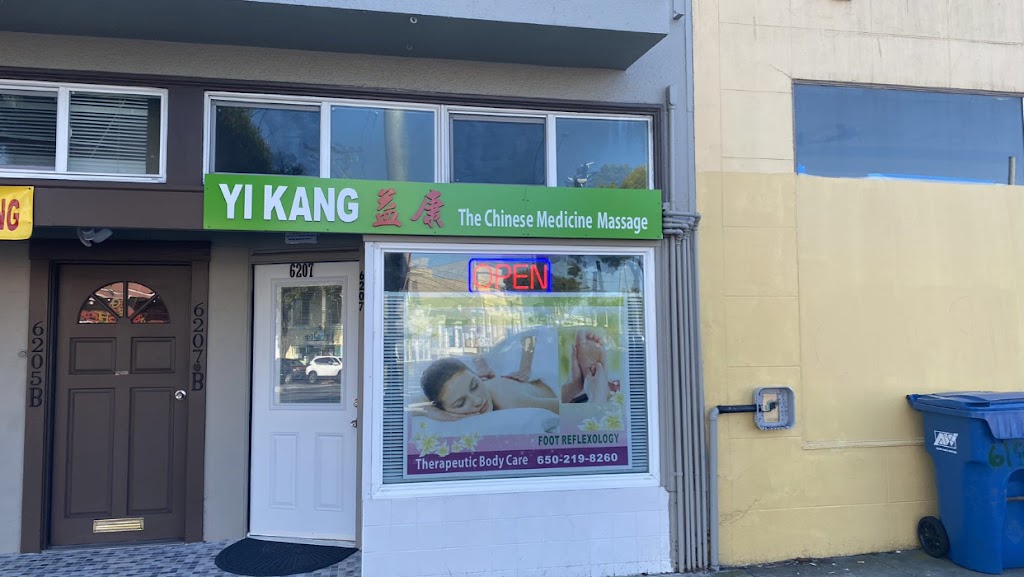 YI KANG 益康 The Chinese Medicine Massage
NG
6207
6207
OPEN
6205B
6207B
FOOT REFLEXOLOGY
Therapeutic Body Care 650-219-8260